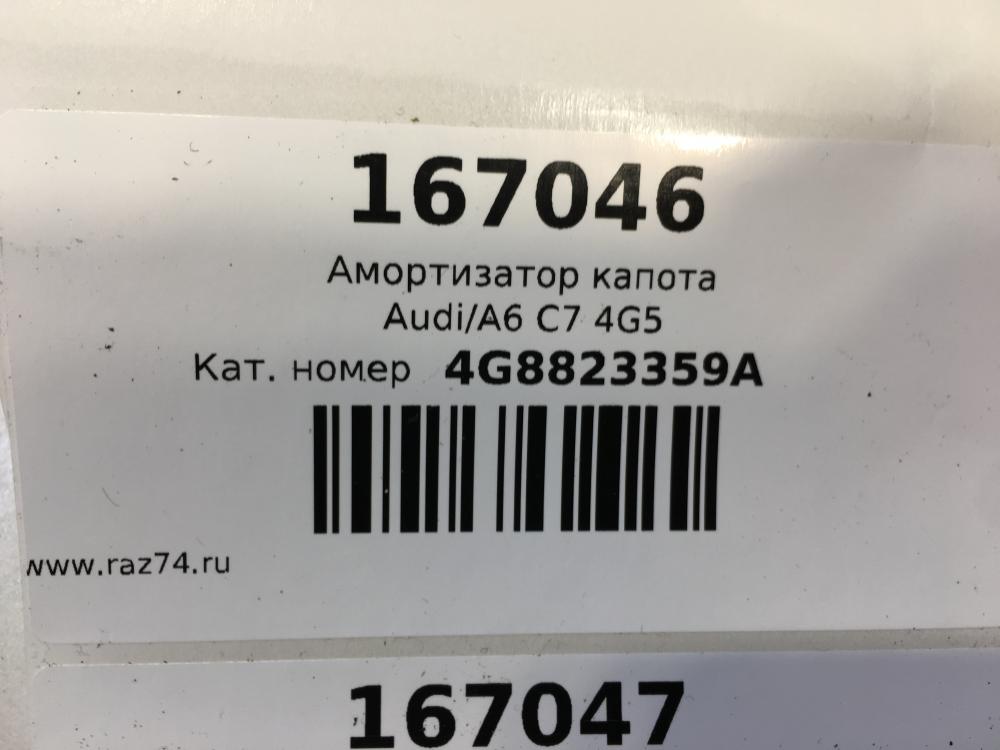 167046
Амортизатор капота
Audi/A6 C7 4G5
Кат. номер 4G8823359A
www.raz74.ru
167047